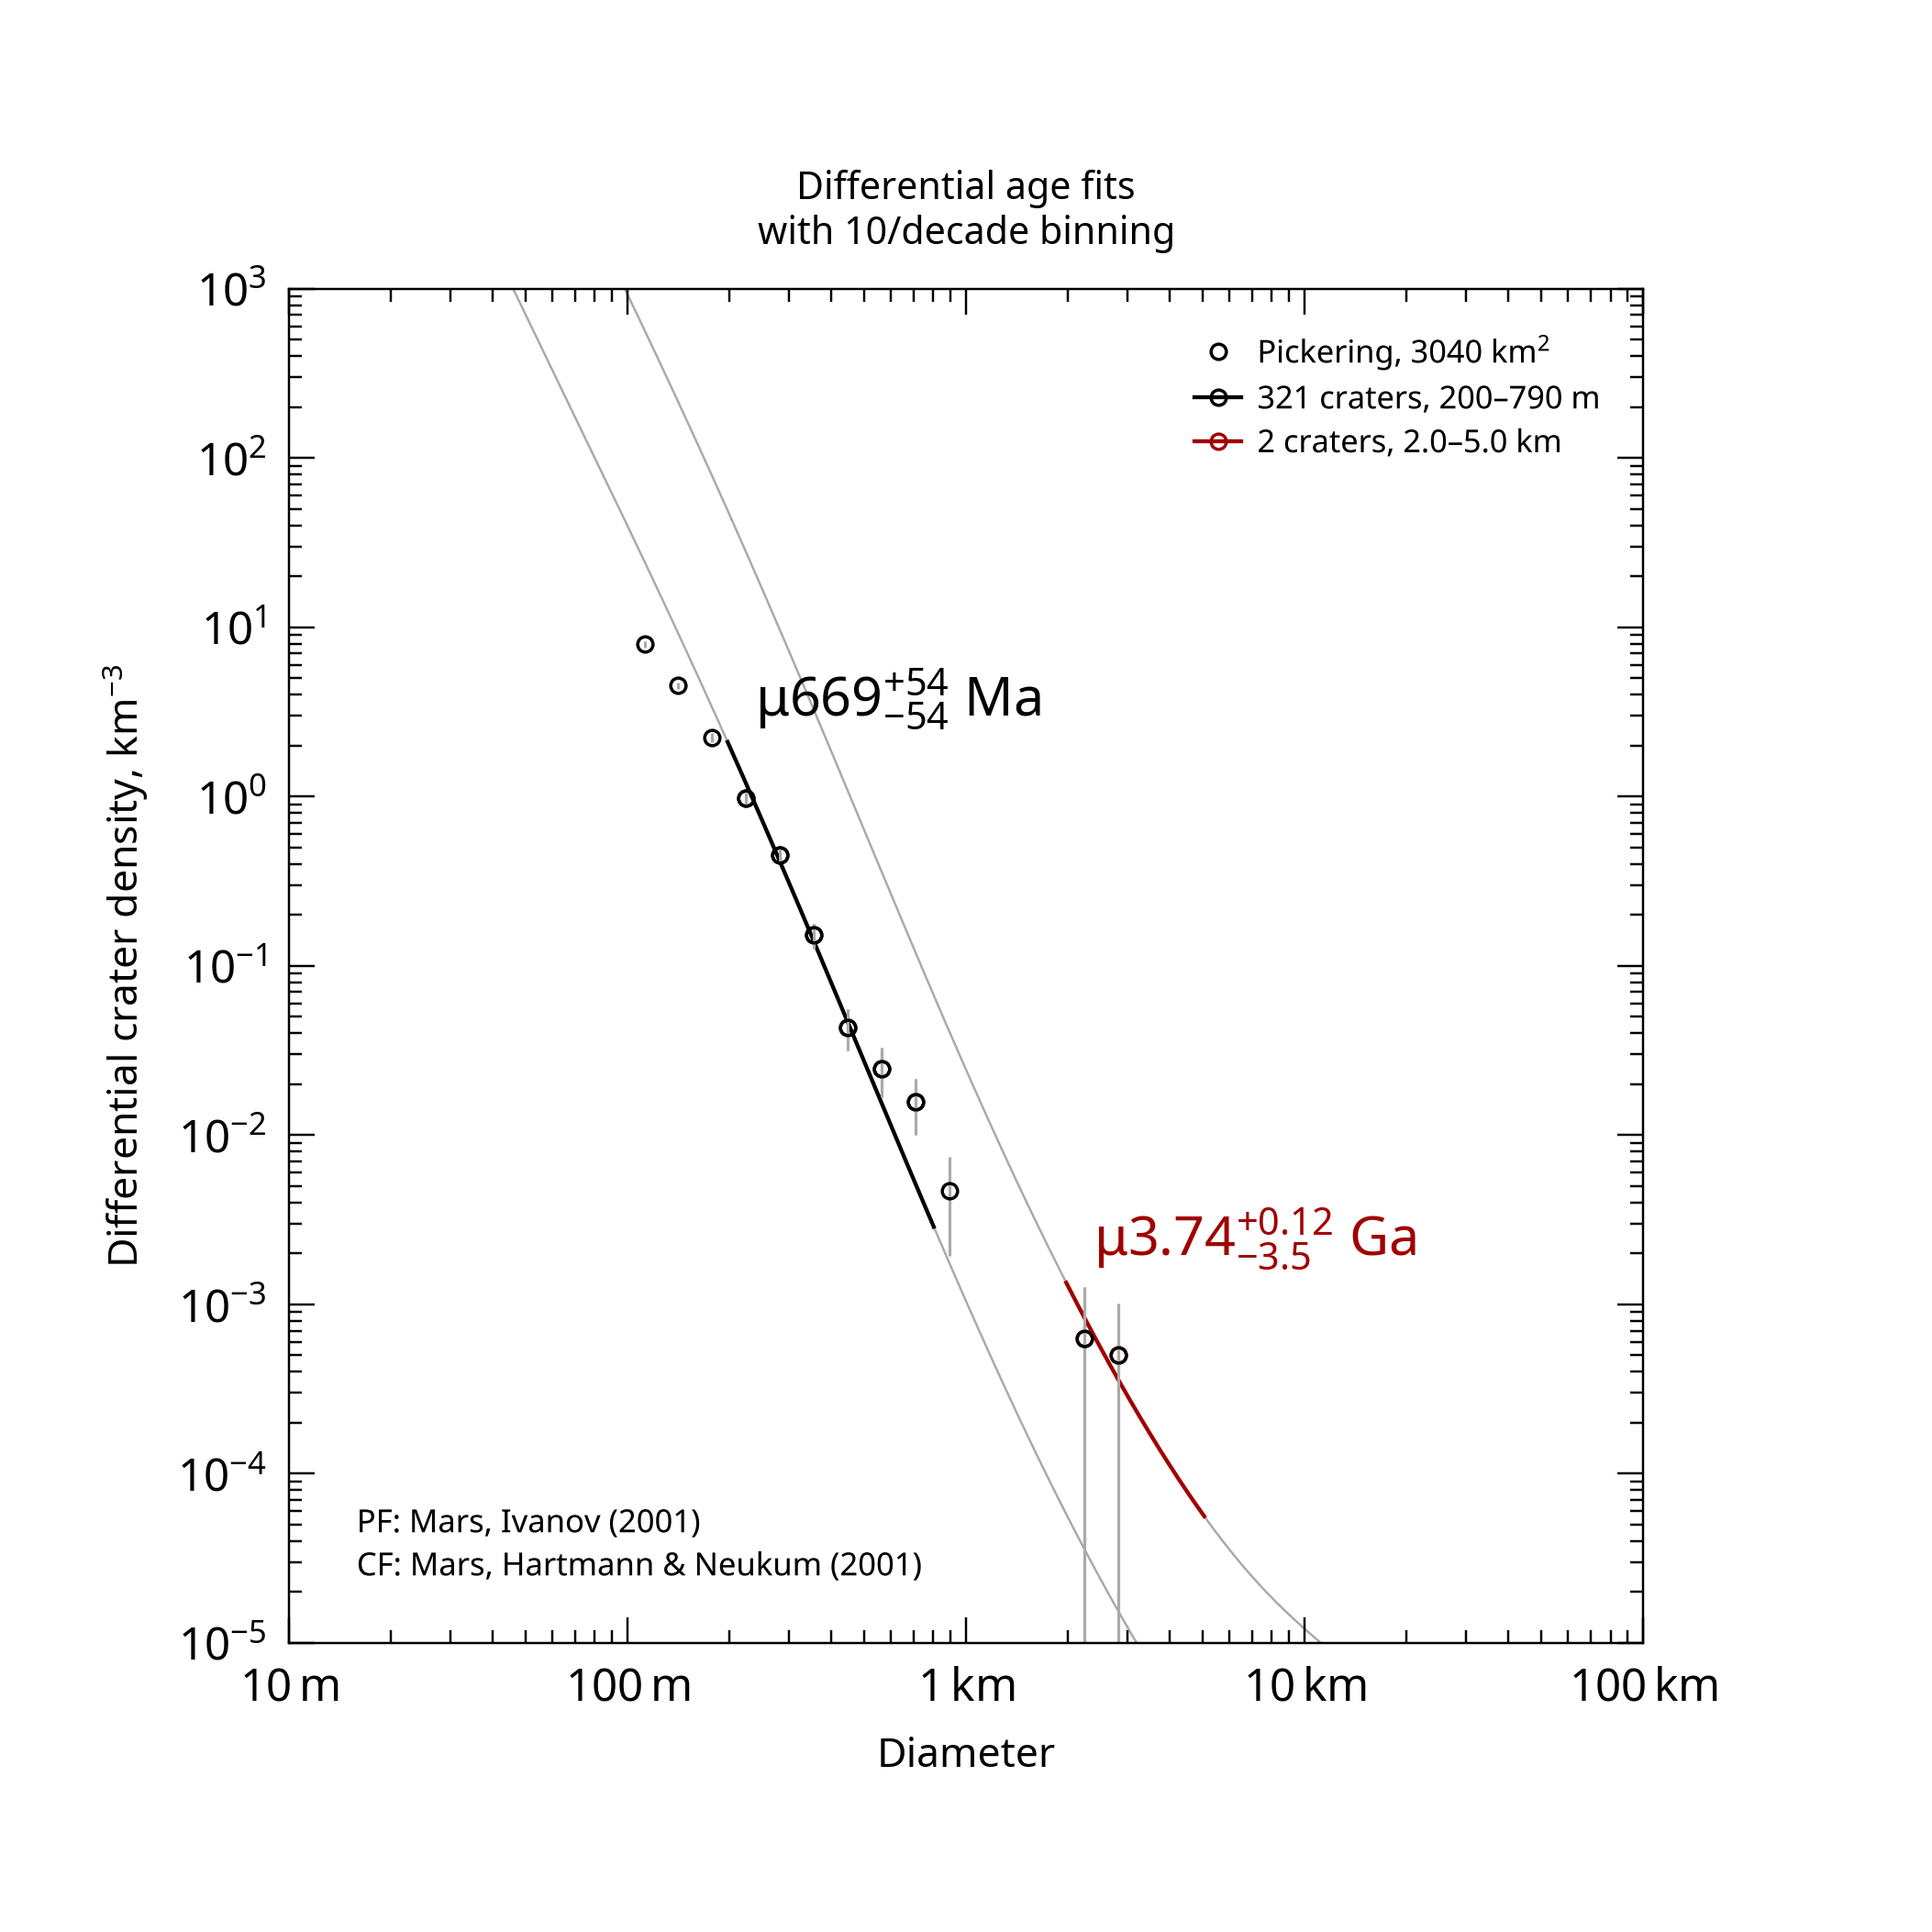 Differential age fits
with 10/decade binning
10³
10²
10¹
10⁰
10⁻¹
10⁻²
10⁻³
10⁻⁴
10⁻⁵
Differential crater density, km⁻³
Pickering, 3040 km²
321 craters, 200–790 m
2 craters, 2.0–5.0 km
μ669 +54 −54 Ma
μ3.74 +0.12 −3.5 Ga
PF: Mars, Ivanov (2001)
CF: Mars, Hartmann & Neukum (2001)
10 m 100 m 1 km 10 km 100 km
Diameter